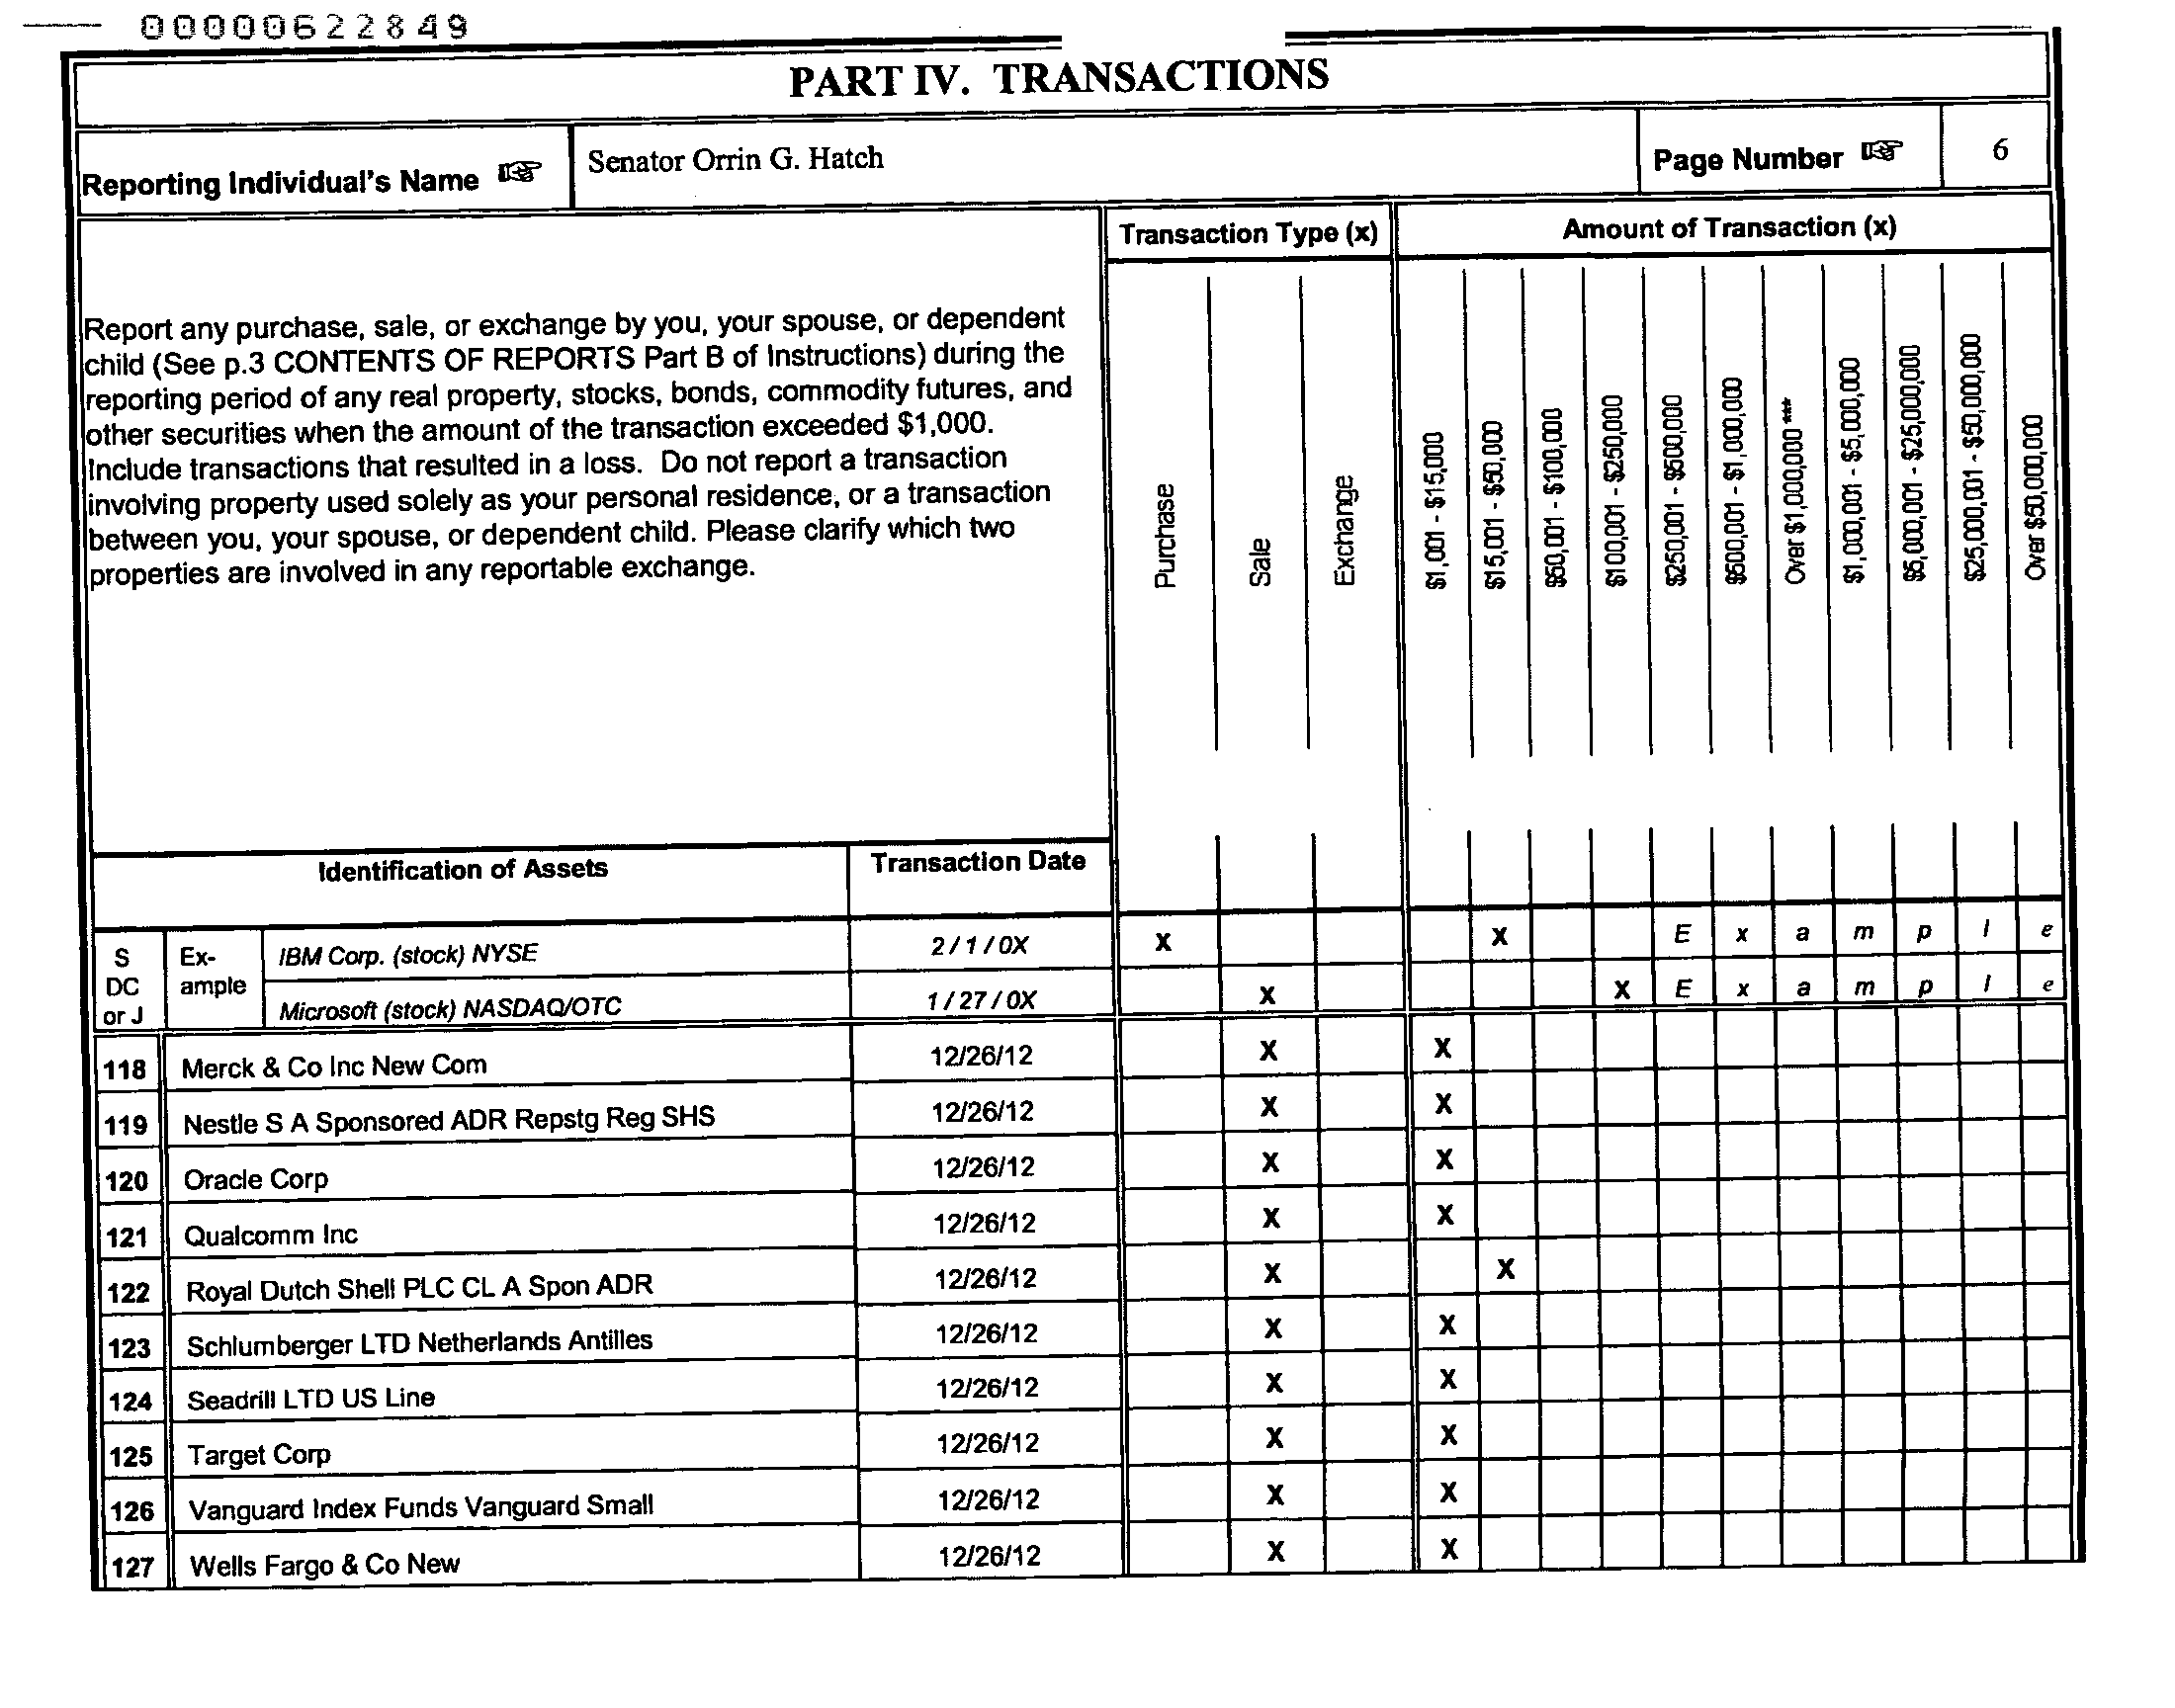 00000622849
PART IV. TRANSACTIONS
Reporting Individual's Name ☞ Senator Orrin G. Hatch Page Number ☞ 6
Transaction Type (x) Amount of Transaction (x)
Report any purchase, sale, or exchange by you, your spouse, or dependent
child (See p.3 CONTENTS OF REPORTS Part B of Instructions) during the
reporting period of any real property, stocks, bonds, commodity futures, and
other securities when the amount of the transaction exceeded $1,000.
Include transactions that resulted in a loss. Do not report a transaction
involving property used solely as your personal residence, or a transaction
between you, your spouse, or dependent child. Please clarify which two
properties are involved in any reportable exchange.
Purchase
Sale
Exchange
$1,001 - $15,000
$15,001 - $50,000
$50,001 - $100,000
$100,001 - $250,000
$250,001 - $500,000
$500,001 - $1,000,000
Over $1,000,000 ***
$1,000,001 - $5,000,000
$5,000,001 - $25,000,000
$25,000,001 - $50,000,000
Over $50,000,000
Identification of Assets Transaction Date
S
DC
or J
Ex-
ample
IBM Corp. (stock) NYSE 2 / 1 / 0X X X E x a m p l e
Microsoft (stock) NASDAQ/OTC 1 / 27 / 0X X X E x a m p l e
118 Merck & Co Inc New Com 12/26/12 X X
119 Nestle S A Sponsored ADR Repstg Reg SHS 12/26/12 X X
120 Oracle Corp 12/26/12 X X
121 Qualcomm Inc 12/26/12 X X
122 Royal Dutch Shell PLC CL A Spon ADR 12/26/12 X X
123 Schlumberger LTD Netherlands Antilles 12/26/12 X X
124 Seadrill LTD US Line 12/26/12 X X
125 Target Corp 12/26/12 X X
126 Vanguard Index Funds Vanguard Small 12/26/12 X X
127 Wells Fargo & Co New 12/26/12 X X